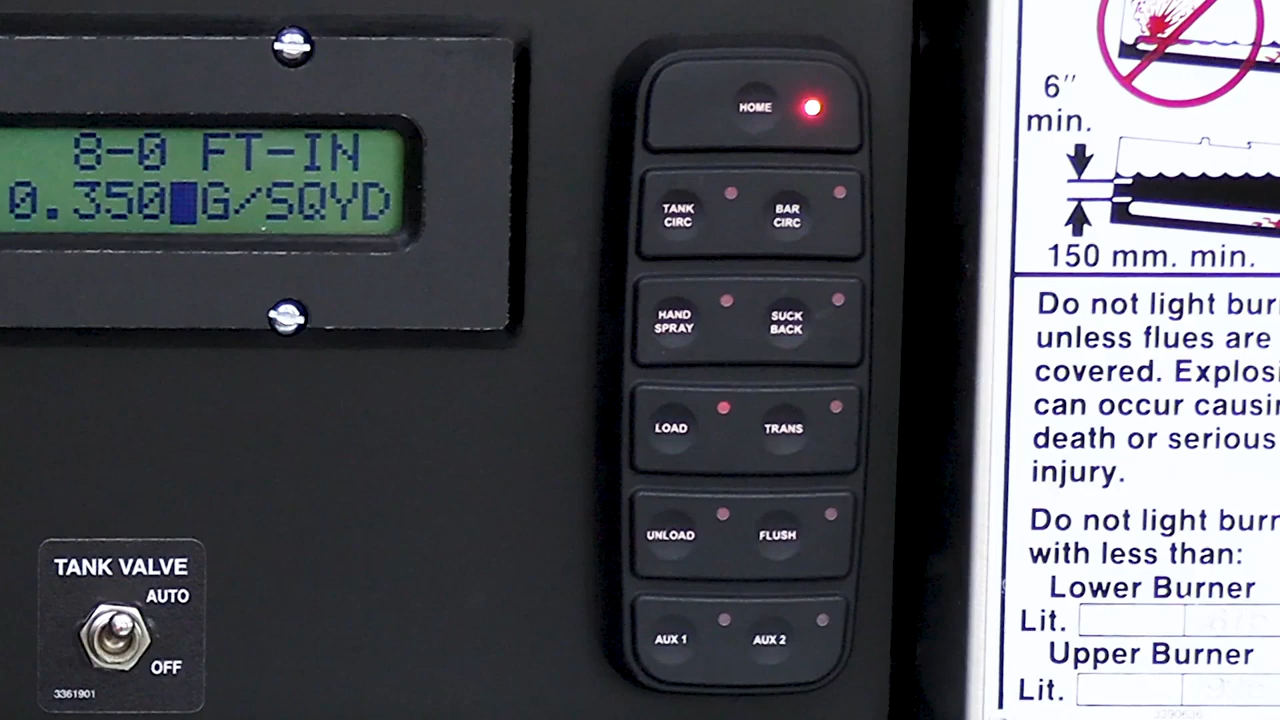 8-0 FT-IN
0.350 G/SQYD
HOME
TANK
CIRC
BAR
CIRC
HAND
SPRAY
SUCK
BACK
LOAD
TRANS
UNLOAD
FLUSH
AUX 1
AUX 2
TANK VALVE
AUTO
OFF
3361901
6"
min.
150 mm. min.
Do not light bur
unless flues are
covered. Explosi
can occur causin
death or serious
injury.
Do not light burn
with less than:
Lower Burner
Lit.
Upper Burner
Lit.